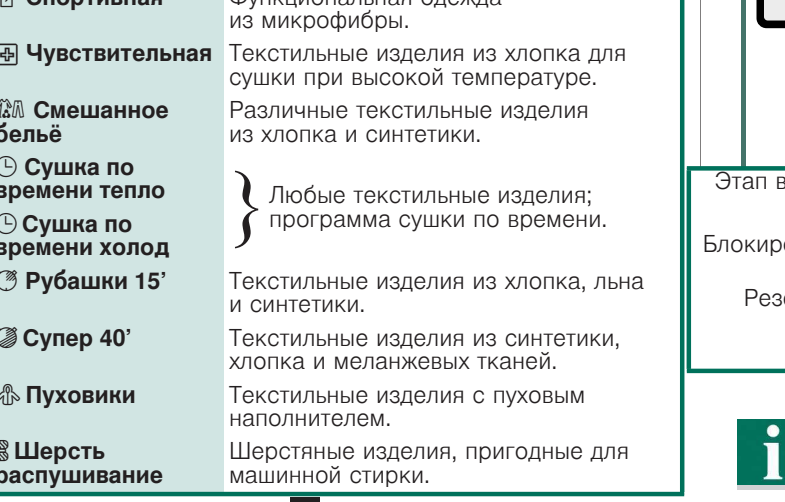 Спортивная Функциональная одежда
из микрофибры.
Чувствительная Текстильные изделия из хлопка для
сушки при высокой температуре.
Смешанное Различные текстильные изделия
бельё из хлопка и синтетики.
Сушка по
времени тепло
Любые текстильные изделия;
программа сушки по времени.
Сушка по
времени холод
Рубашки 15’ Текстильные изделия из хлопка, льна
и синтетики.
Супер 40’ Текстильные изделия из синтетики,
хлопка и меланжевых тканей.
Пуховики Текстильные изделия с пуховым
наполнителем.
Шерсть Шерстяные изделия, пригодные для
распушивание машинной стирки.
Этап в
Блокир
Рез
i